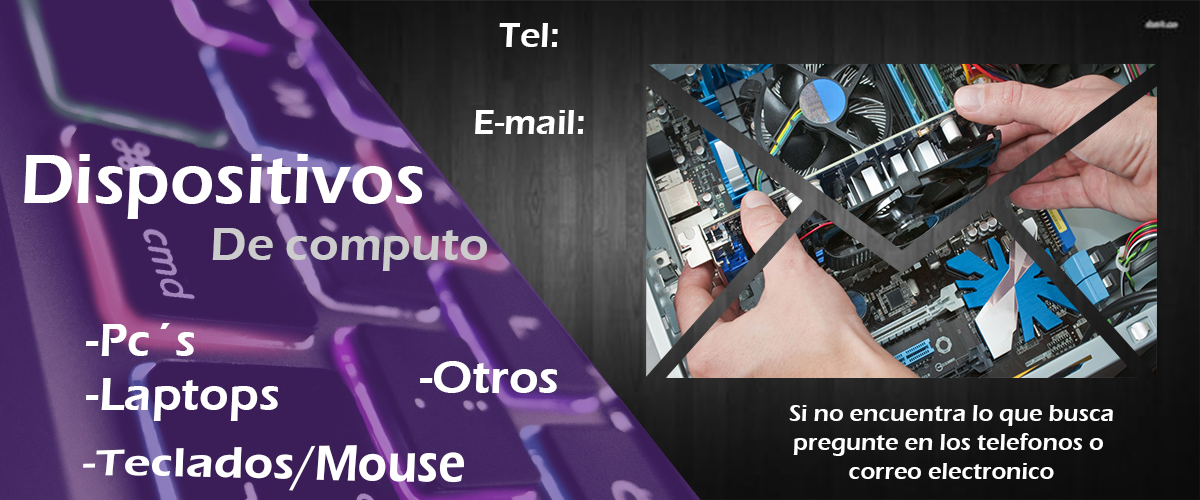 Tel:
E-mail:
Dispositivos
De computo
cmd
-Pc´s
-Laptops
-Otros
-Teclados/Mouse
Si no encuentra lo que busca
pregunte en los telefonos o
correo electronico